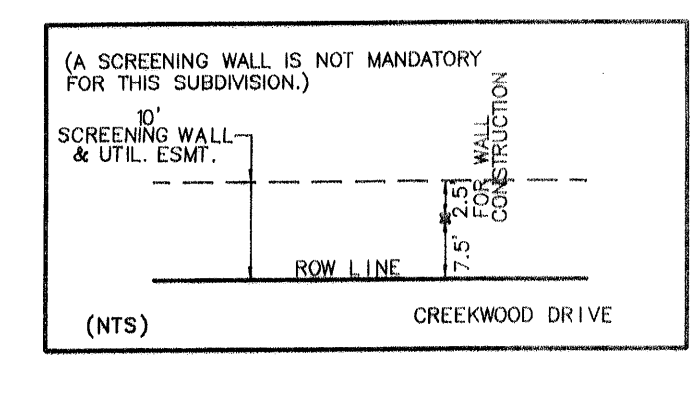 (A SCREENING WALL IS NOT MANDATORY
FOR THIS SUBDIVISION.)
10'
SCREENING WALL
& UTIL. ESMT.
2.5'
FOR WALL
CONSTRUCTION
7.5'
ROW LINE
(NTS)
CREEKWOOD DRIVE